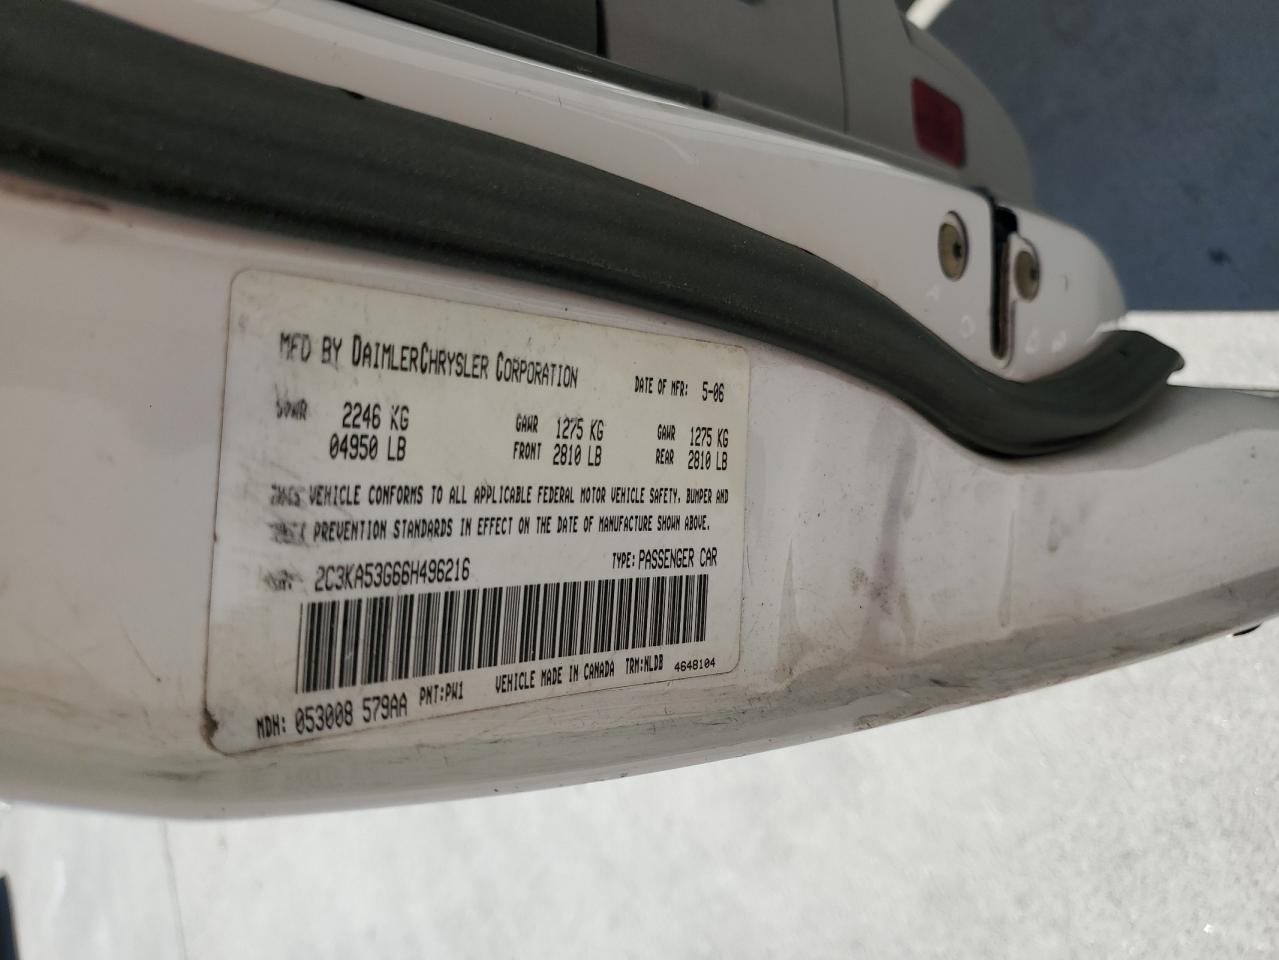 MFD BY DAIMLERCHRYSLER CORPORATION DATE OF MFR: 5-06
GVWR 2246 KG GAWR 1275 KG GAWR 1275 KG
04950 LB FRONT 2810 LB REAR 2810 LB
VEHICLE CONFORMS TO ALL APPLICABLE FEDERAL MOTOR VEHICLE SAFETY, BUMPER AND
PREVENTION STANDARDS IN EFFECT ON THE DATE OF MANUFACTURE SHOWN ABOVE.
2C3KA53G66H496216 TYPE: PASSENGER CAR
MDH: 053008 579AA PNT:PW1 VEHICLE MADE IN CANADA TRM:NLDB 4648104